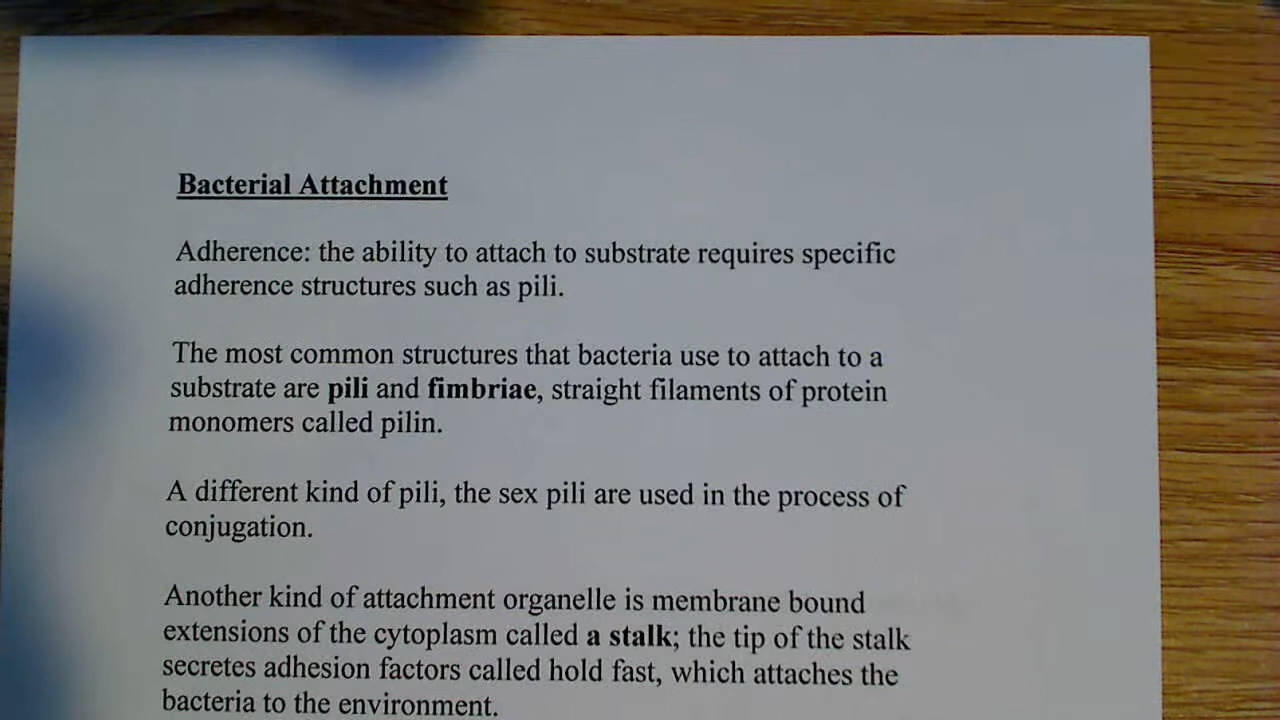 Bacterial Attachment
Adherence: the ability to attach to substrate requires specific
adherence structures such as pili.
The most common structures that bacteria use to attach to a
substrate are pili and fimbriae, straight filaments of protein
monomers called pilin.
A different kind of pili, the sex pili are used in the process of
conjugation.
Another kind of attachment organelle is membrane bound
extensions of the cytoplasm called a stalk; the tip of the stalk
secretes adhesion factors called hold fast, which attaches the
bacteria to the environment.